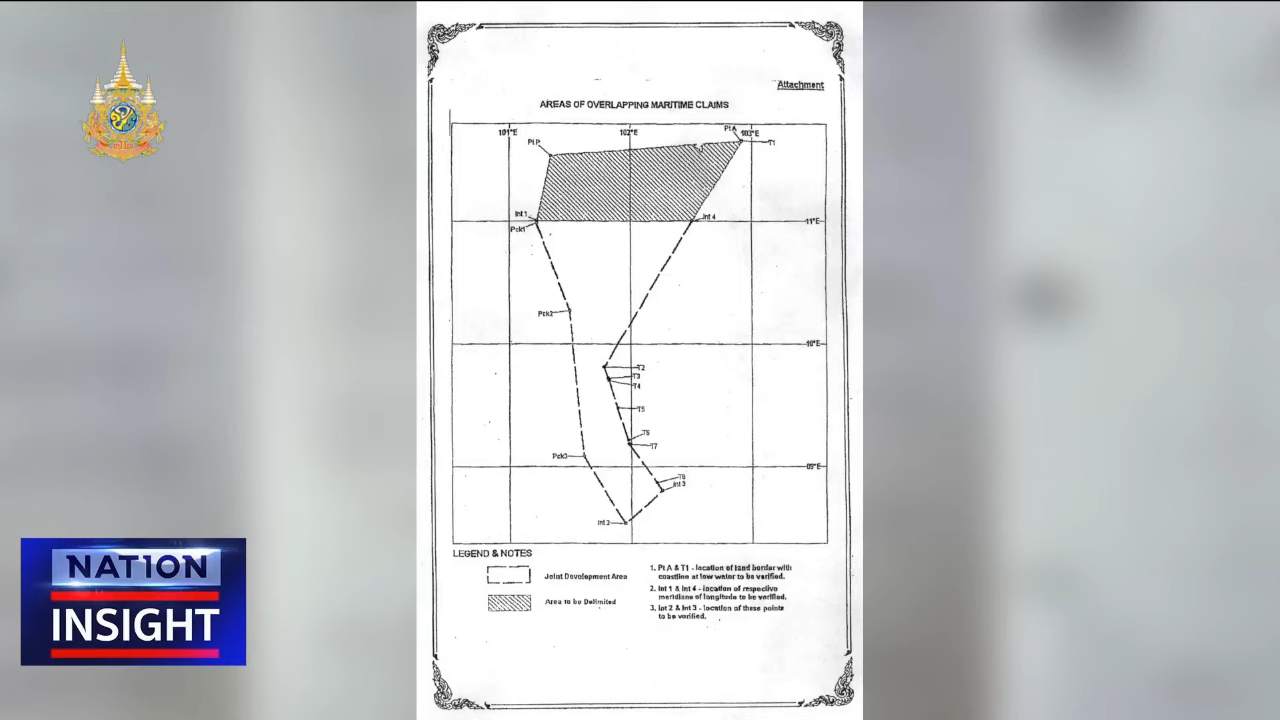 Attachment
AREAS OF OVERLAPPING MARITIME CLAIMS
101°E
102°E
Pt A
103°E
Pt P
T1
Int 1
Int 4
11°E
Pck1
Pck2
10°E
T2
T3
T4
T5
T6
T7
Pck3
09°E
T8
Int 3
Int 2
LEGEND & NOTES
Joint Development Area
Area to be Delimited
1. Pt A & T1 - location of land border with
coastline at low water to be verified.
2. Int 1 & Int 4 - location of respective
meridians of longitude to be verified.
3. Int 2 & Int 3 - location of these points
to be verified.
NATION
INSIGHT